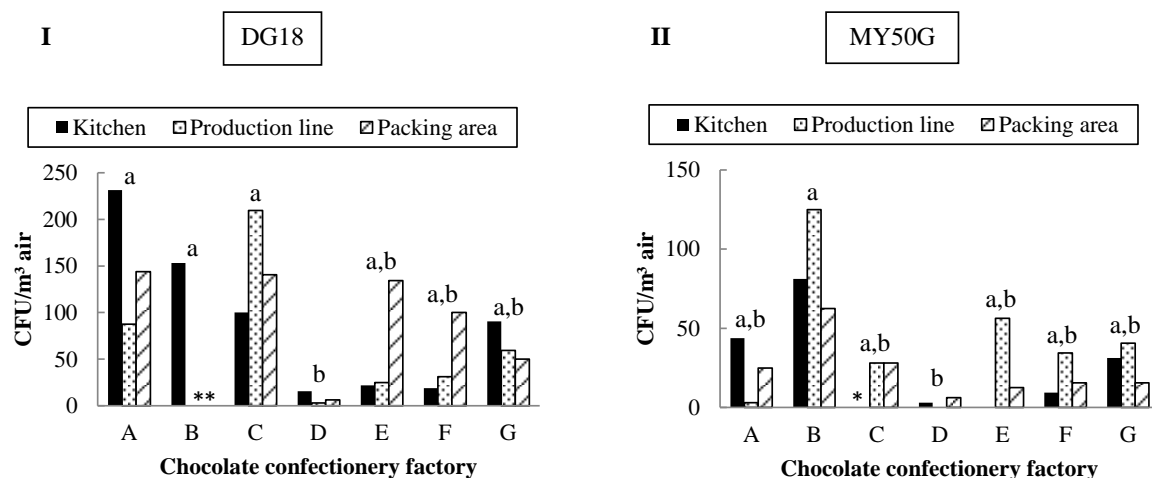 I
DG18
■ Kitchen Production line Packing area
250
200
150
100
50
0
CFU/m³ air
a
a
a
a,b
a,b
a,b
b
**
A B C D E F G
Chocolate confectionery factory
II
MY50G
■ Kitchen Production line Packing area
150
100
50
0
CFU/m³ air
a
a,b
a,b
a,b
a,b
a,b
b
*
A B C D E F G
Chocolate confectionery factory